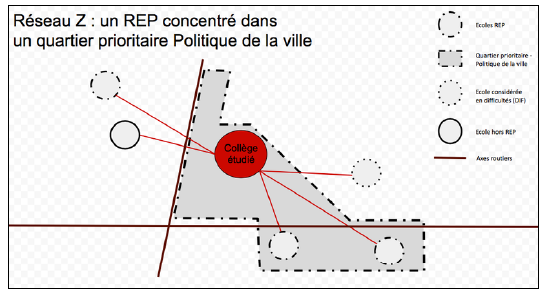 Réseau Z : un REP concentré dans
un quartier prioritaire Politique de la ville
Ecoles REP
Quartier prioritaire -
Politique de la ville
Ecole considérée
en difficultés (DIF)
Ecole hors REP
Axes routiers
Collège
étudié